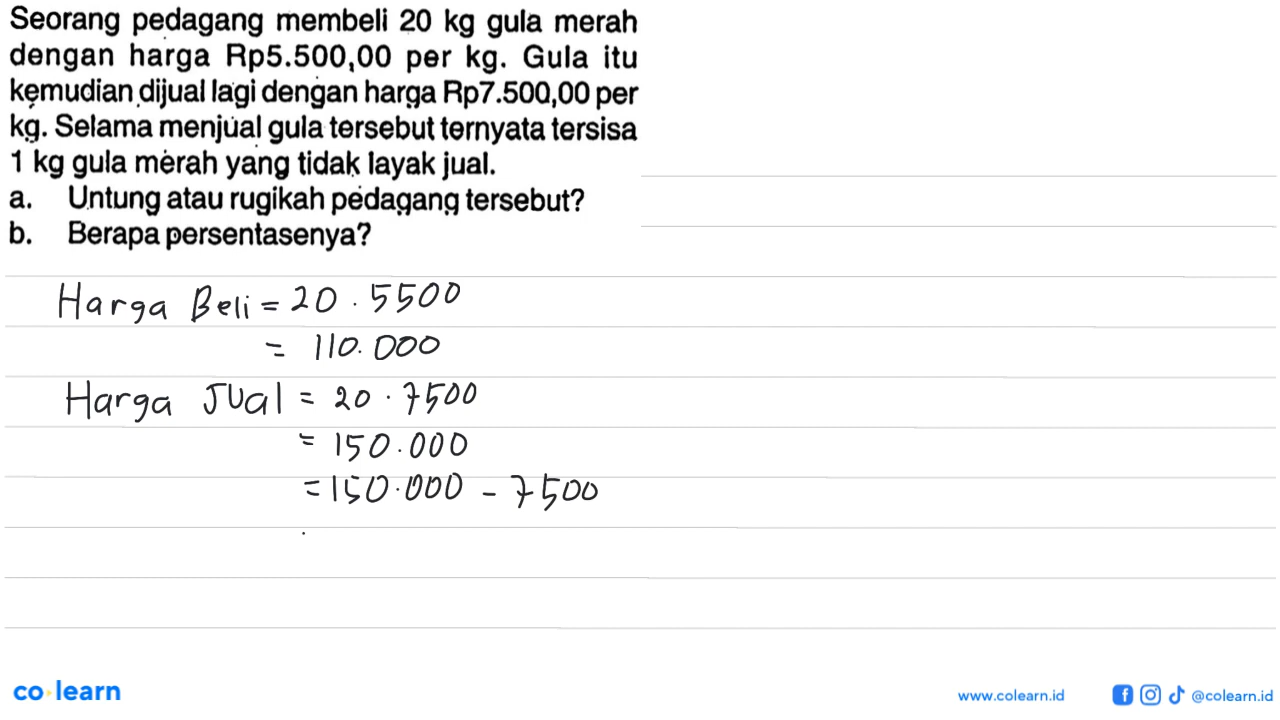 Seorang pedagang membeli 20 kg gula merah
dengan harga Rp5.500,00 per kg. Gula itu
kemudian dijual lagi dengan harga Rp7.500,00 per
kg. Selama menjual gula tersebut ternyata tersisa
1 kg gula merah yang tidak layak jual.
a. Untung atau rugikah pedagang tersebut?
b. Berapa persentasenya?
Harga Beli = 20 . 5500
= 110.000
Harga Jual = 20 . 7500
= 150.000
= 150.000 - 7500
co learn
www.colearn.id @colearn.id